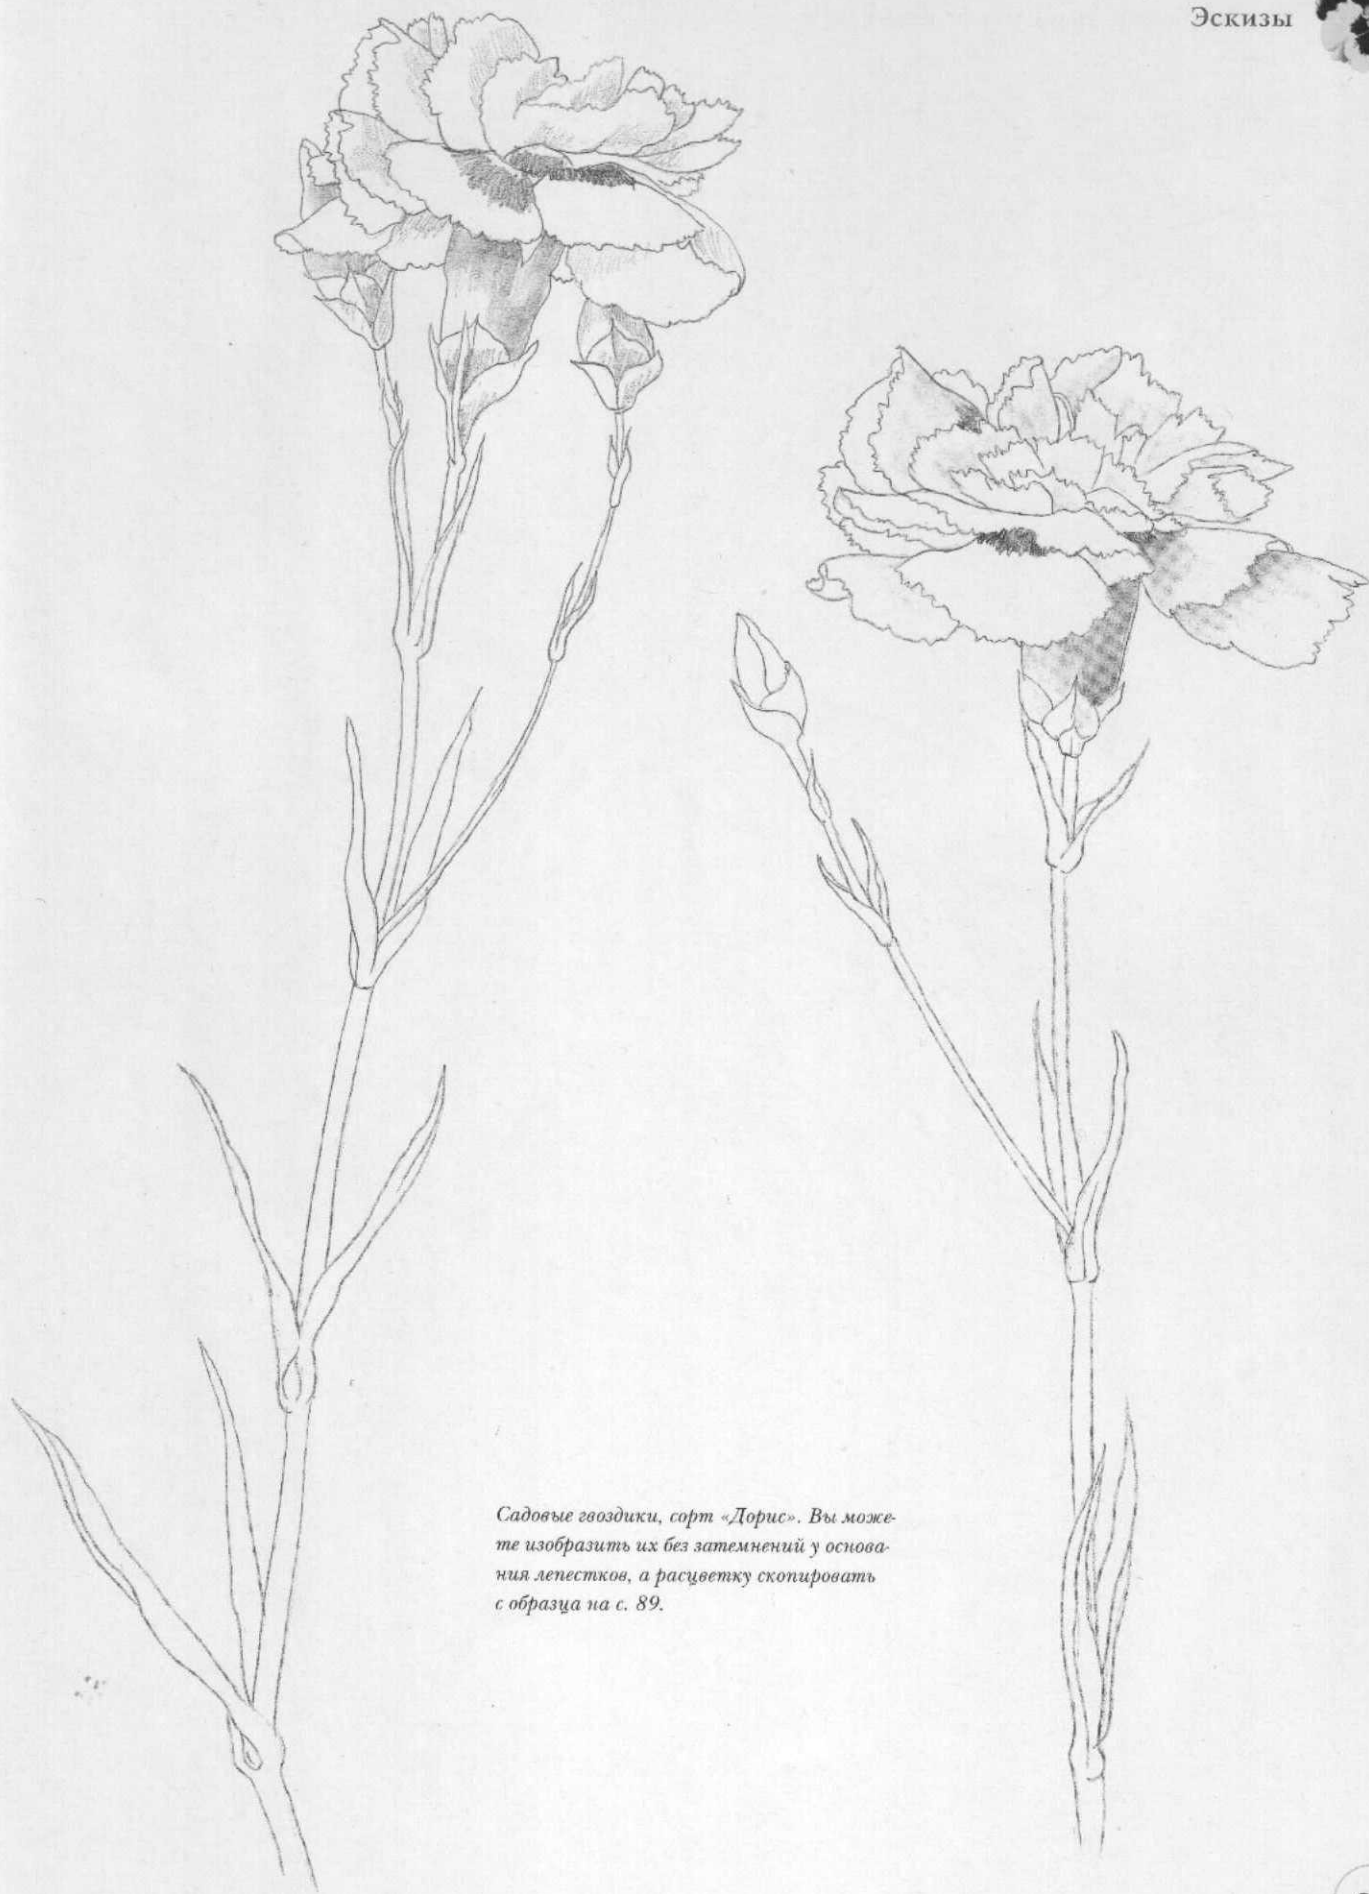 Эскизы
Садовые гвоздики, сорт «Дорис». Вы може-
те изобразить их без затемнений у основа-
ния лепестков, а расцветку скопировать
с образца на с. 89.